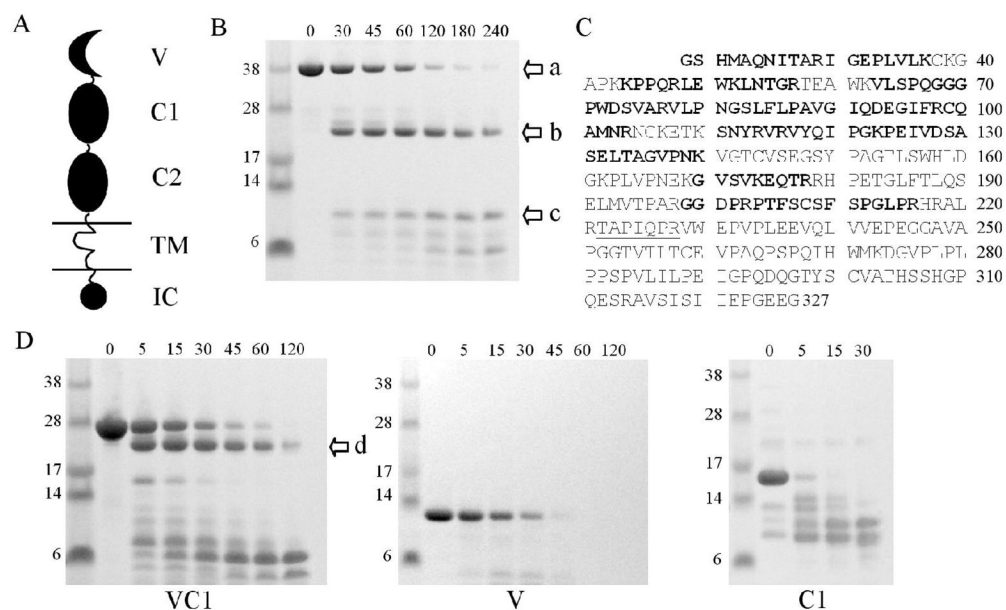 A
V
C1
C2
TM
IC
B
0 30 45 60 120 180 240
38
28
17
14
6
a
b
c
C
GS HMAQNITARI GEPLVLKCKG 40
APKKPPQRLE WKLNTGRTEA WKVLSPQGGG 70
PWDSVARVLP NGSLFLPAVG IQDEGIFRCQ 100
AMNRNCKETK SNYRVRVYQI PGKPEIVDSA 130
SELTAGVPNK VGTCVSEGSY PAGTLSWHLD 160
GKPLVPNEKG VSVKEQTRRH PETGLFTLQS 190
ELMVTPARGG DPRPTFSCSF SPGLPRHRAL 220
RTAPIQPRVW EPVPLEEVQL VVEPEGGAVA 250
PGGTVTLTCE VPAQPSPQIH WMKDGVPLPL 280
PPSPVLILPE IGPQDQGTYS CVATHSSHGP 310
QESRAVSISI IEPGEEG 327
D
0 5 15 30 45 60 120
38
28
17
14
6
d
VC1
0 5 15 30 45 60 120
38
28
17
14
6
V
0 5 15 30
38
28
17
14
6
C1